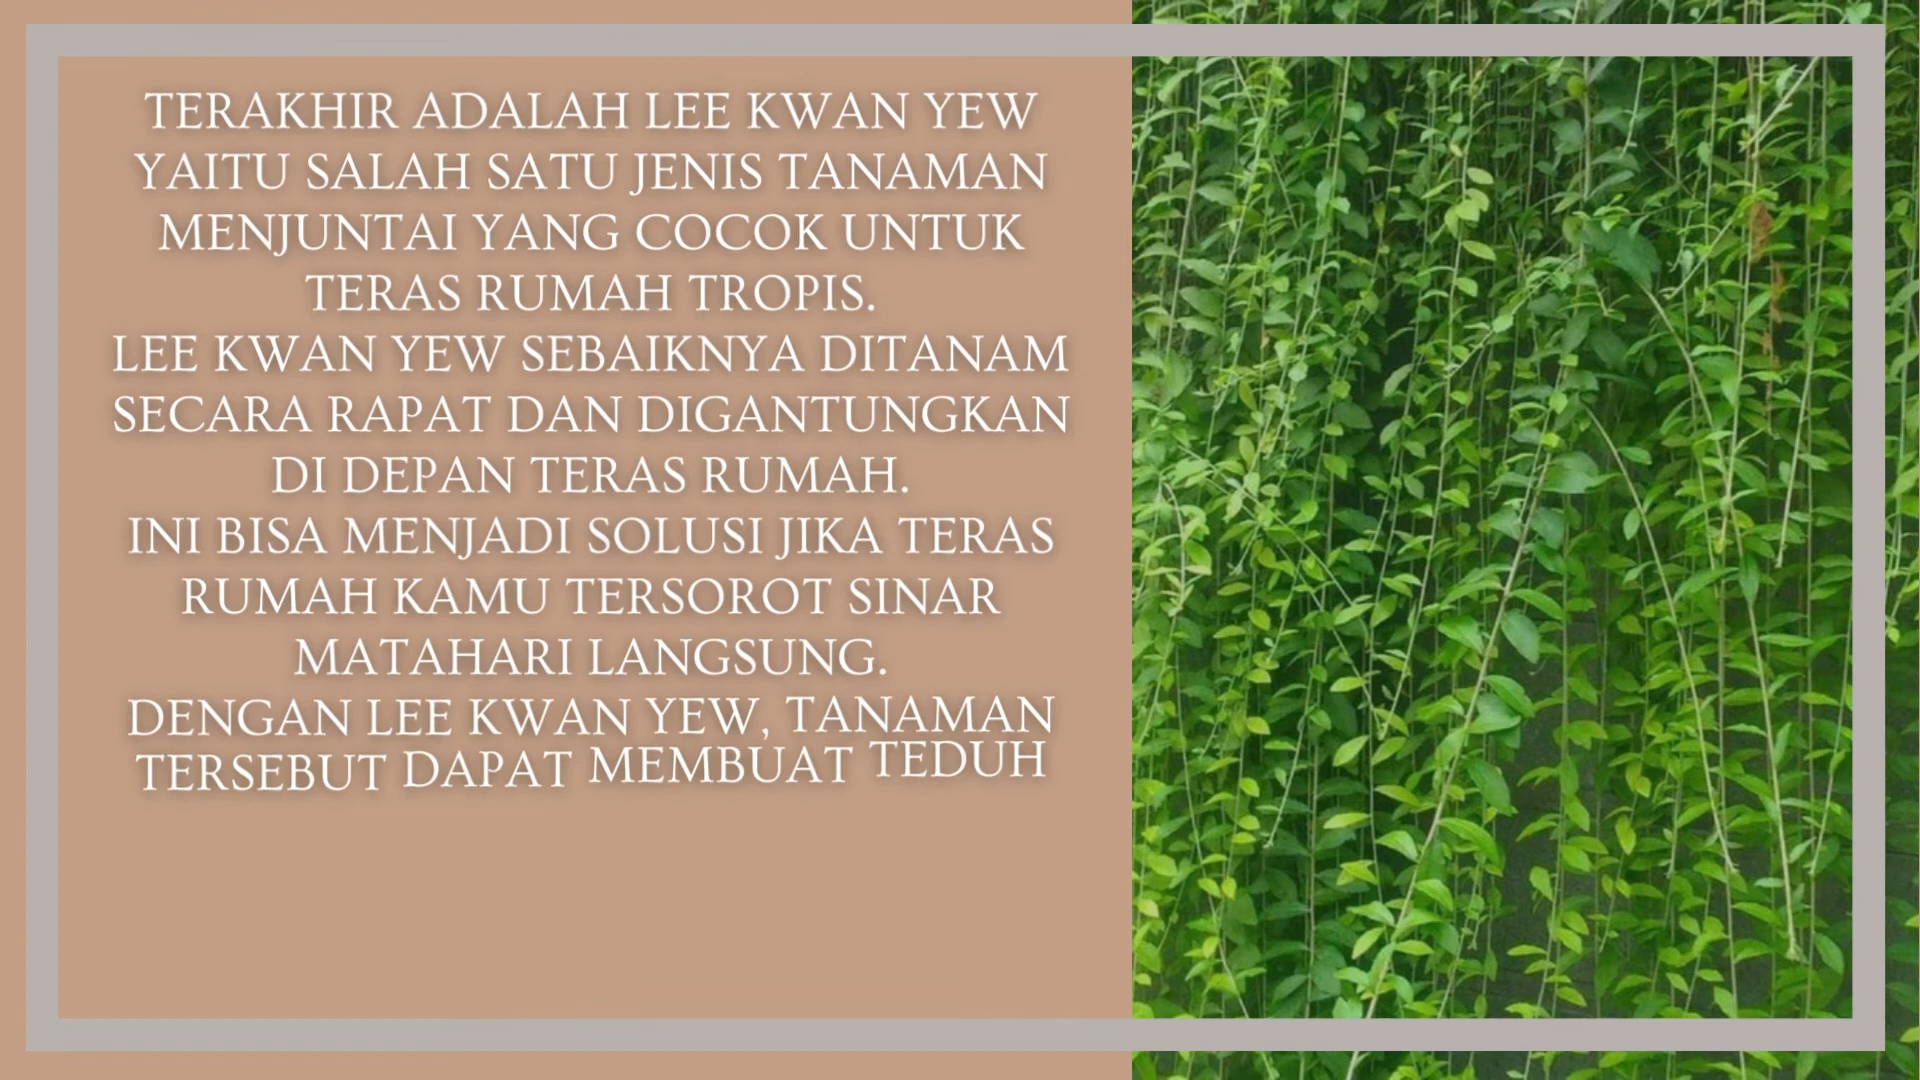 TERAKHIR ADALAH LEE KWAN YEW
YAITU SALAH SATU JENIS TANAMAN
MENJUNTAI YANG COCOK UNTUK
TERAS RUMAH TROPIS.
LEE KWAN YEW SEBAIKNYA DITANAM
SECARA RAPAT DAN DIGANTUNGKAN
DI DEPAN TERAS RUMAH.
INI BISA MENJADI SOLUSI JIKA TERAS
RUMAH KAMU TERSOROT SINAR
MATAHARI LANGSUNG.
DENGAN LEE KWAN YEW, TANAMAN
TERSEBUT DAPAT MEMBUAT TEDUH